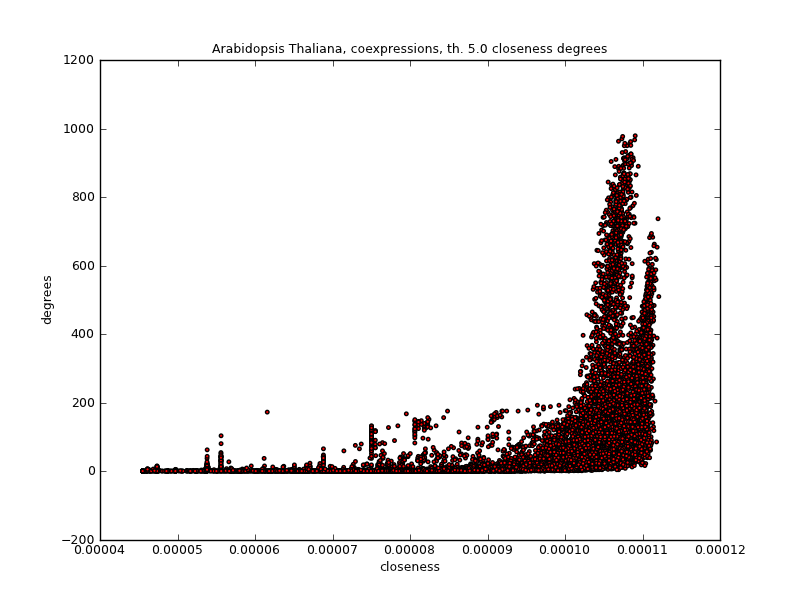 Arabidopsis Thaliana, coexpressions, th. 5.0 closeness degrees
1200
1000
800
600
400
200
0
−200
degrees
0.00004 0.00005 0.00006 0.00007 0.00008 0.00009 0.00010 0.00011 0.00012
closeness